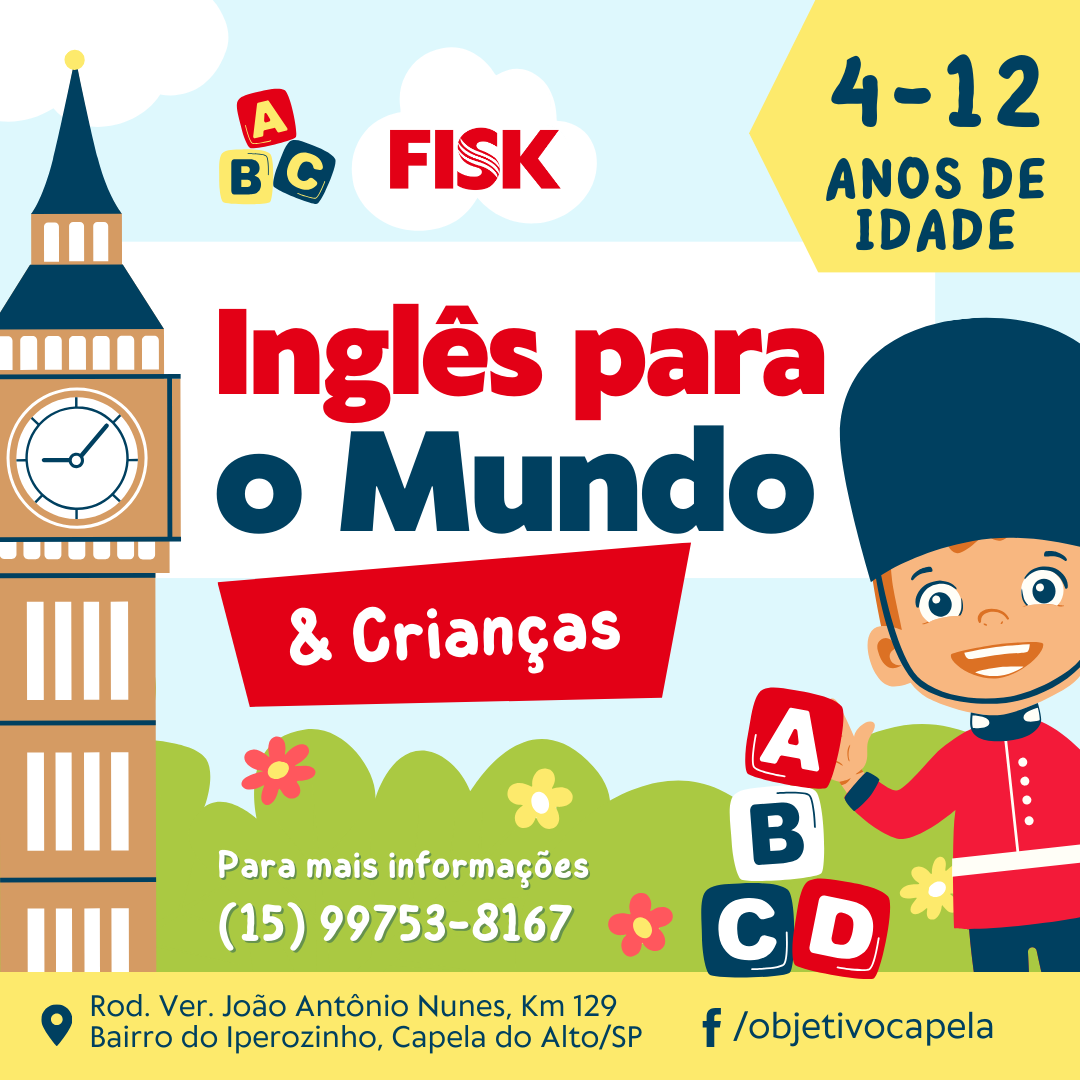 A
B C
FISK
4-12
ANOS DE
IDADE
Inglês para
o Mundo
& Crianças
A
B
C D
Para mais informações
(15) 99753-8167
Rod. Ver. João Antônio Nunes, Km 129
Bairro do Iperozinho, Capela do Alto/SP
/objetivocapela